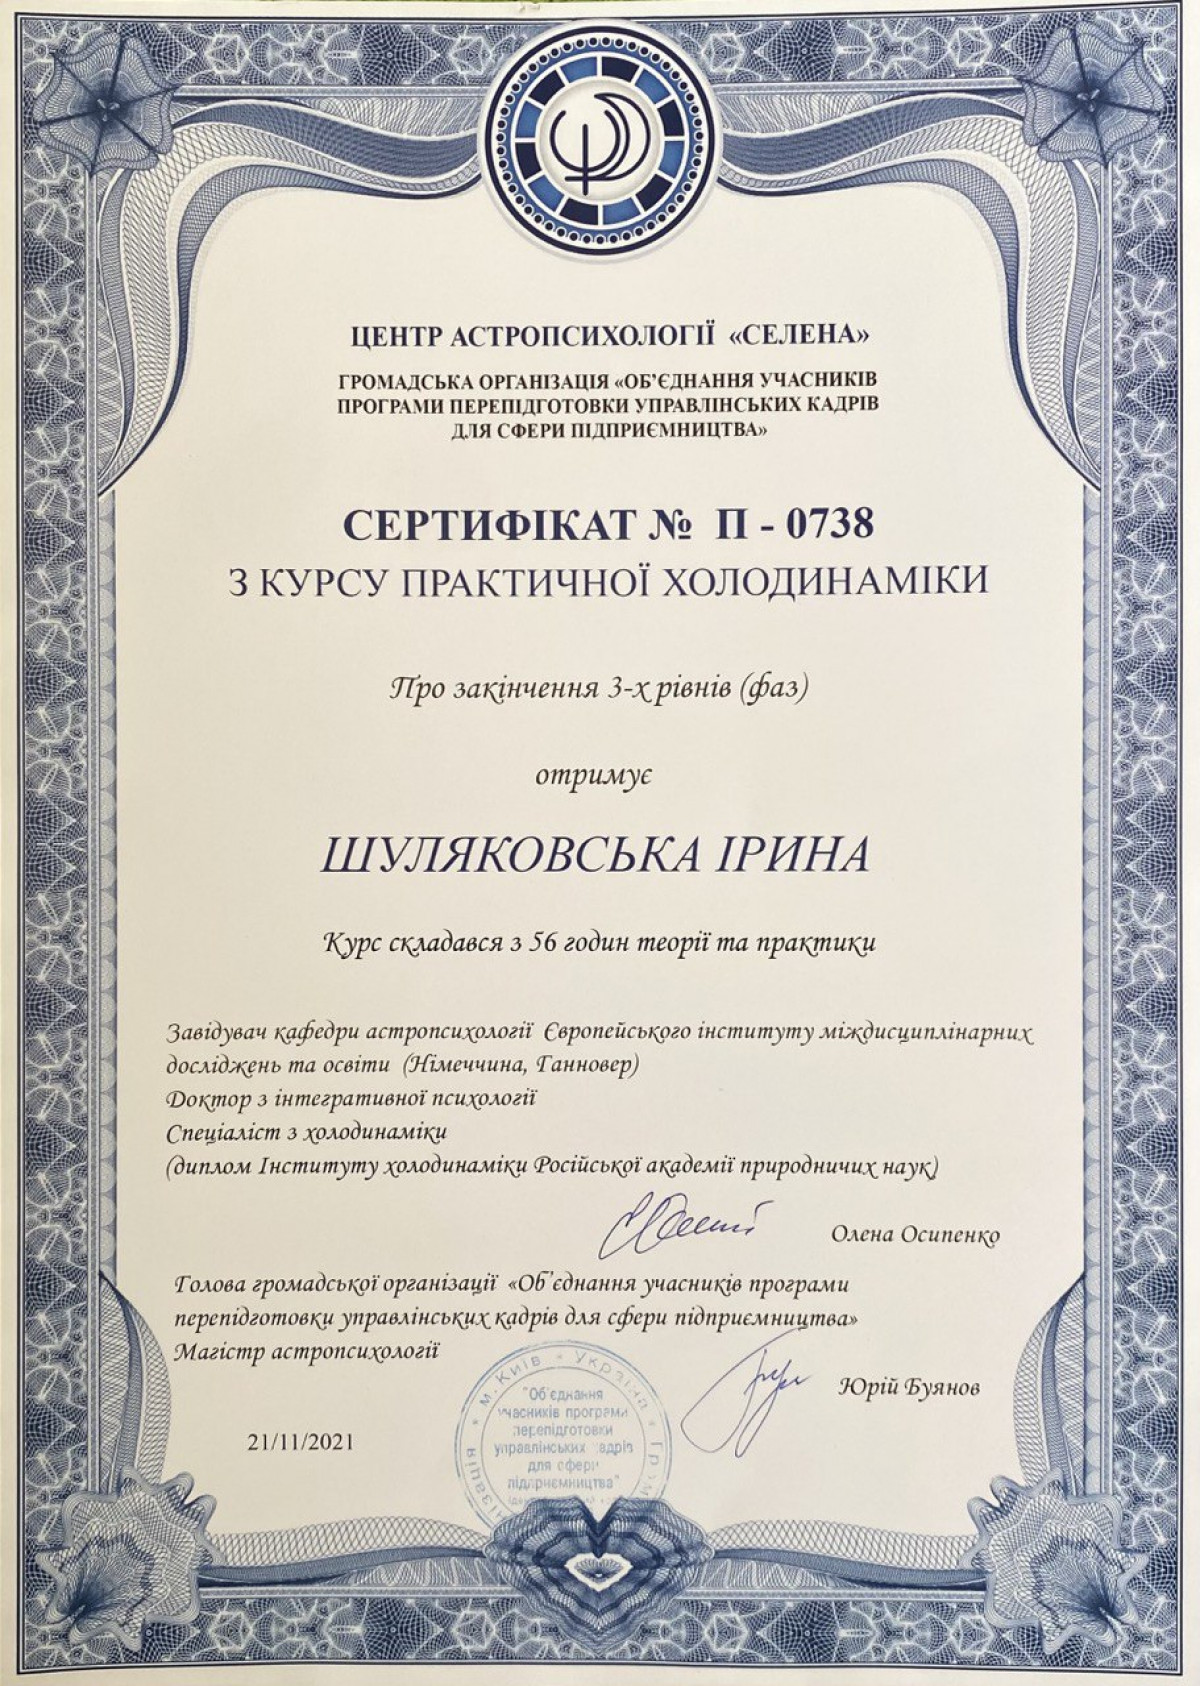 ЦЕНТР АСТРОПСИХОЛОГІЇ «СЕЛЕНА»
ГРОМАДСЬКА ОРГАНІЗАЦІЯ «ОБ’ЄДНАННЯ УЧАСНИКІВ
ПРОГРАМИ ПЕРЕПІДГОТОВКИ УПРАВЛІНСЬКИХ КАДРІВ
ДЛЯ СФЕРИ ПІДПРИЄМНИЦТВА»
СЕРТИФІКАТ № П - 0738
З КУРСУ ПРАКТИЧНОЇ ХОЛОДИНАМІКИ
Про закінчення 3-х рівнів (фаз)
отримує
ШУЛЯКОВСЬКА ІРИНА
Курс складався з 56 годин теорії та практики
Завідувач кафедри астропсихології Європейського інституту міждисциплінарних
досліджень та освіти (Німеччина, Ганновер)
Доктор з інтегративної психології
Спеціаліст з холодинаміки
(диплом Інституту холодинаміки Російської академії природничих наук)
Олена Осипенко
Голова громадської організації «Об’єднання учасників програми
перепідготовки управлінських кадрів для сфери підприємництва»
Магістр астропсихології
Юрій Буянов
21/11/2021
м. Київ * Україна *
"Об'єднання
учасників програми
перепідготовки
управлінських кадрів
для сфери
підприємництва"